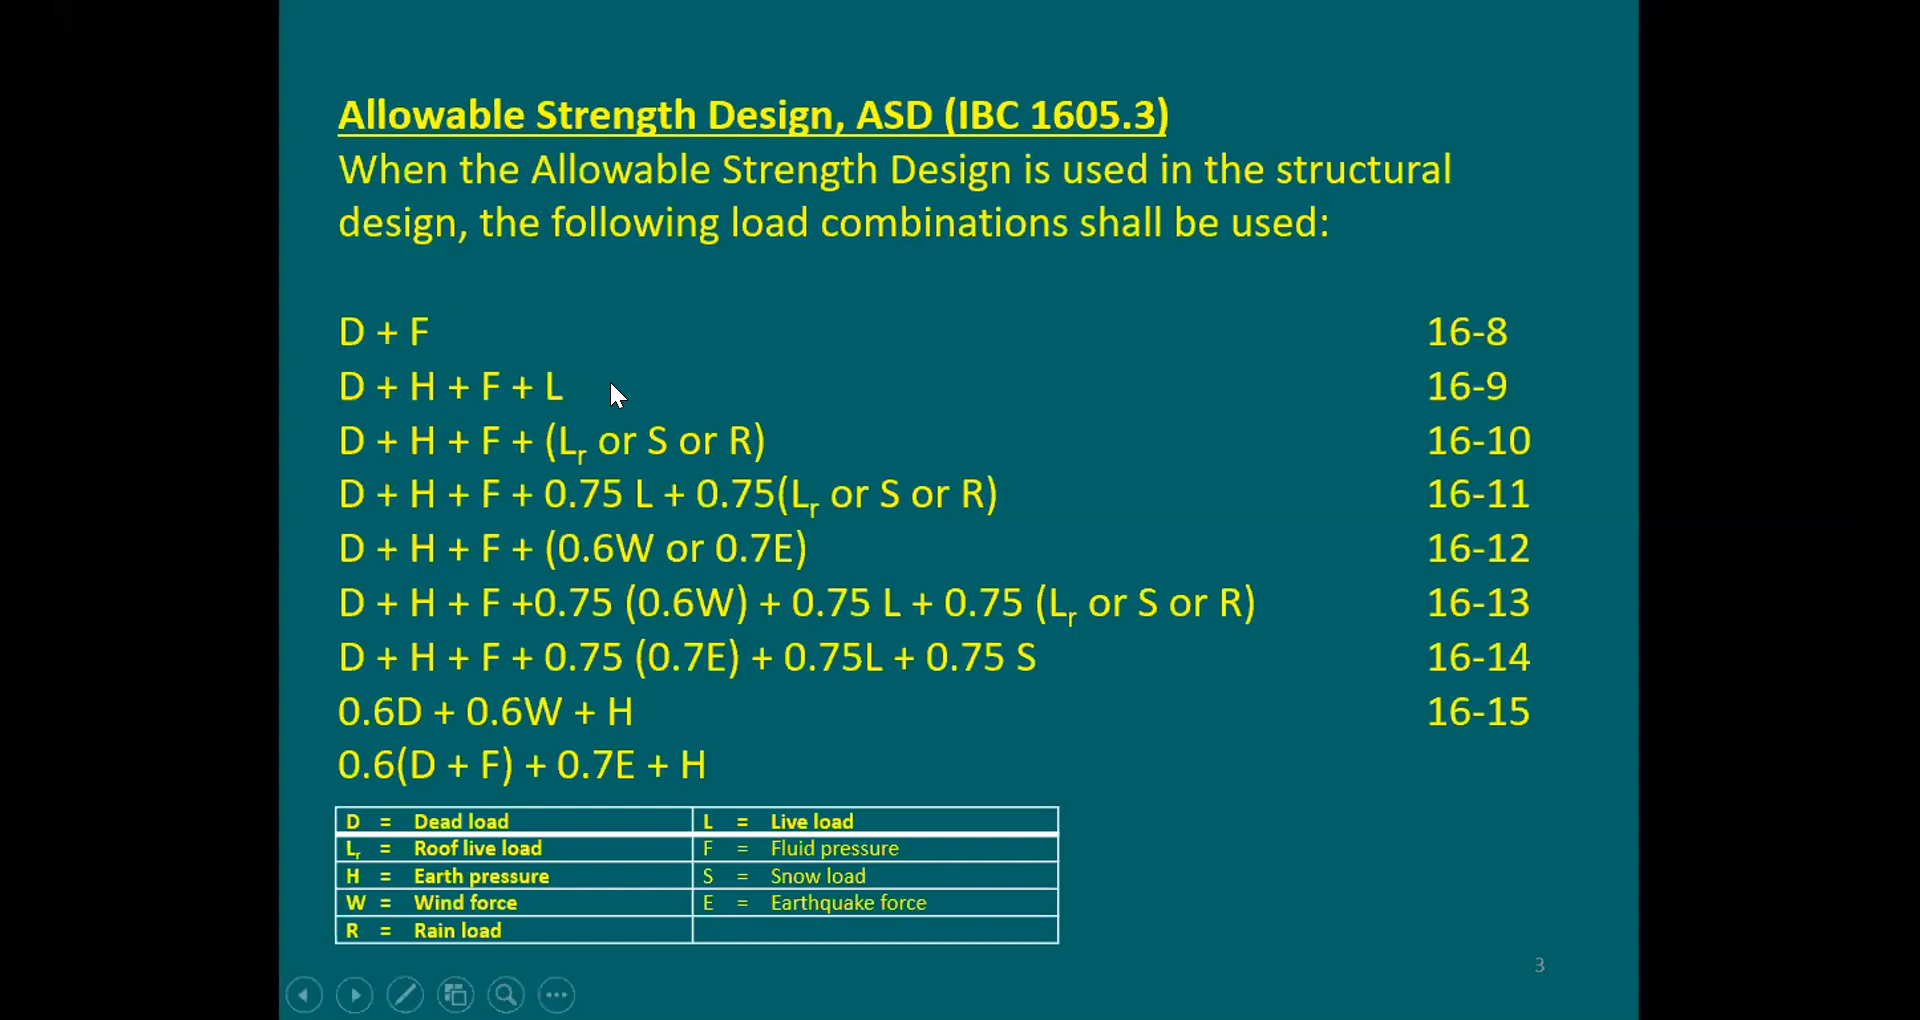 Allowable Strength Design, ASD (IBC 1605.3)
When the Allowable Strength Design is used in the structural
design, the following load combinations shall be used:
D + F 16-8
D + H + F + L 16-9
D + H + F + (Lr or S or R) 16-10
D + H + F + 0.75 L + 0.75(Lr or S or R) 16-11
D + H + F + (0.6W or 0.7E) 16-12
D + H + F +0.75 (0.6W) + 0.75 L + 0.75 (Lr or S or R) 16-13
D + H + F + 0.75 (0.7E) + 0.75L + 0.75 S 16-14
0.6D + 0.6W + H 16-15
0.6(D + F) + 0.7E + H
D = Dead load L = Live load
Lr = Roof live load F = Fluid pressure
H = Earth pressure S = Snow load
W = Wind force E = Earthquake force
R = Rain load
3